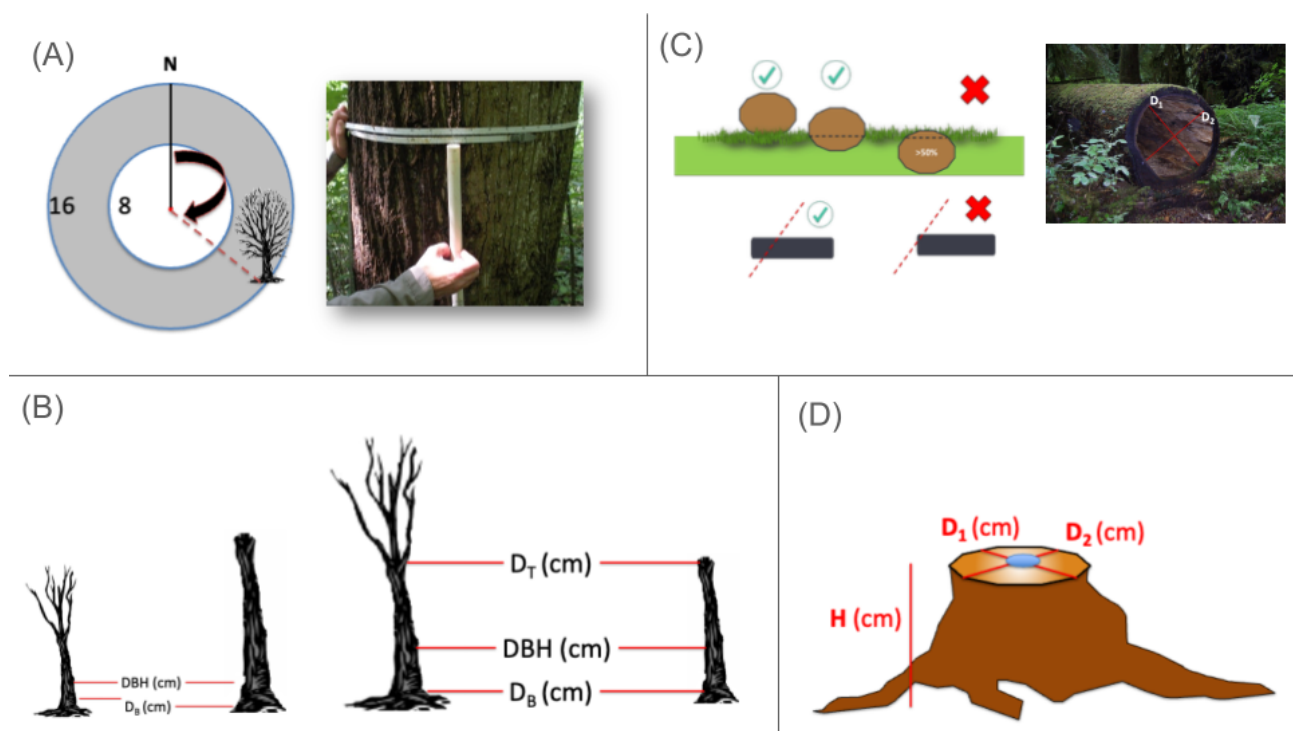 (A)
N
16
8
(C)
>50%
D1
D2
(B)
DBH (cm)
DB (cm)
DT (cm)
DBH (cm)
DB (cm)
(D)
D1 (cm)
D2 (cm)
H (cm)